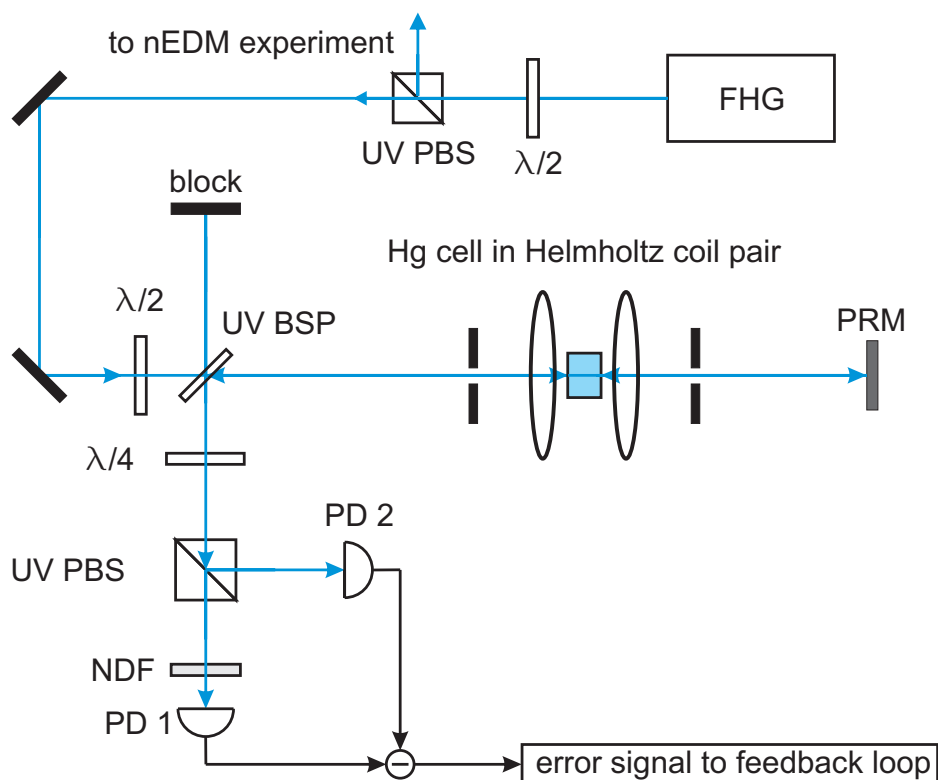 to nEDM experiment
FHG
UV PBS
λ/2
block
Hg cell in Helmholtz coil pair
λ/2
UV BSP
PRM
λ/4
PD 2
UV PBS
NDF
PD 1
−
error signal to feedback loop